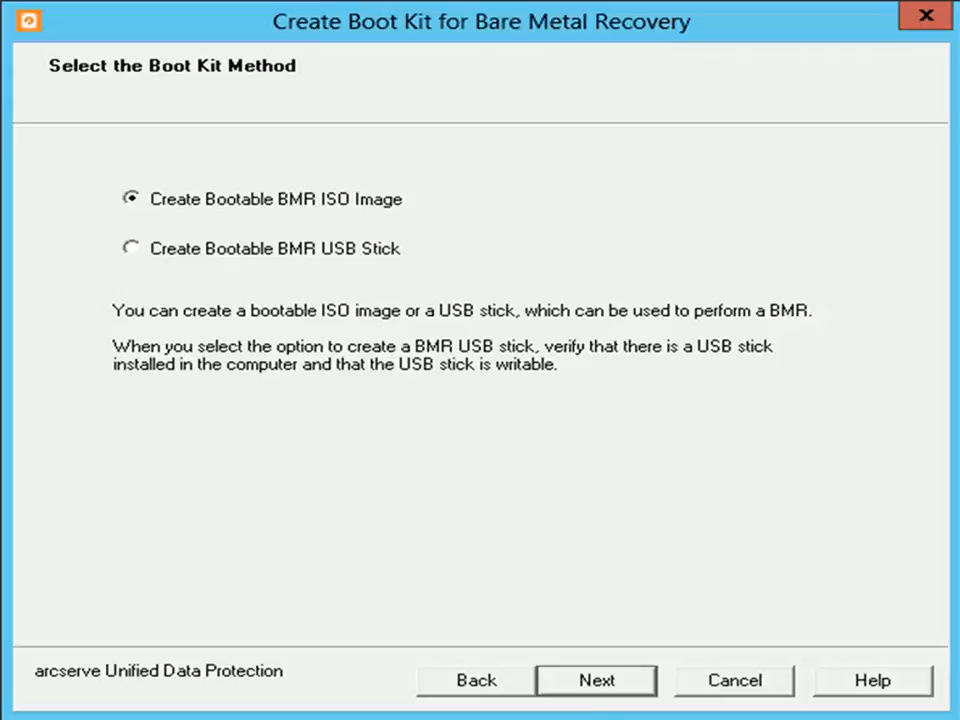 Create Boot Kit for Bare Metal Recovery
Select the Boot Kit Method
Create Bootable BMR ISO Image
Create Bootable BMR USB Stick
You can create a bootable ISO image or a USB stick, which can be used to perform a BMR.
When you select the option to create a BMR USB stick, verify that there is a USB stick
installed in the computer and that the USB stick is writable.
arcserve Unified Data Protection
Back
Next
Cancel
Help